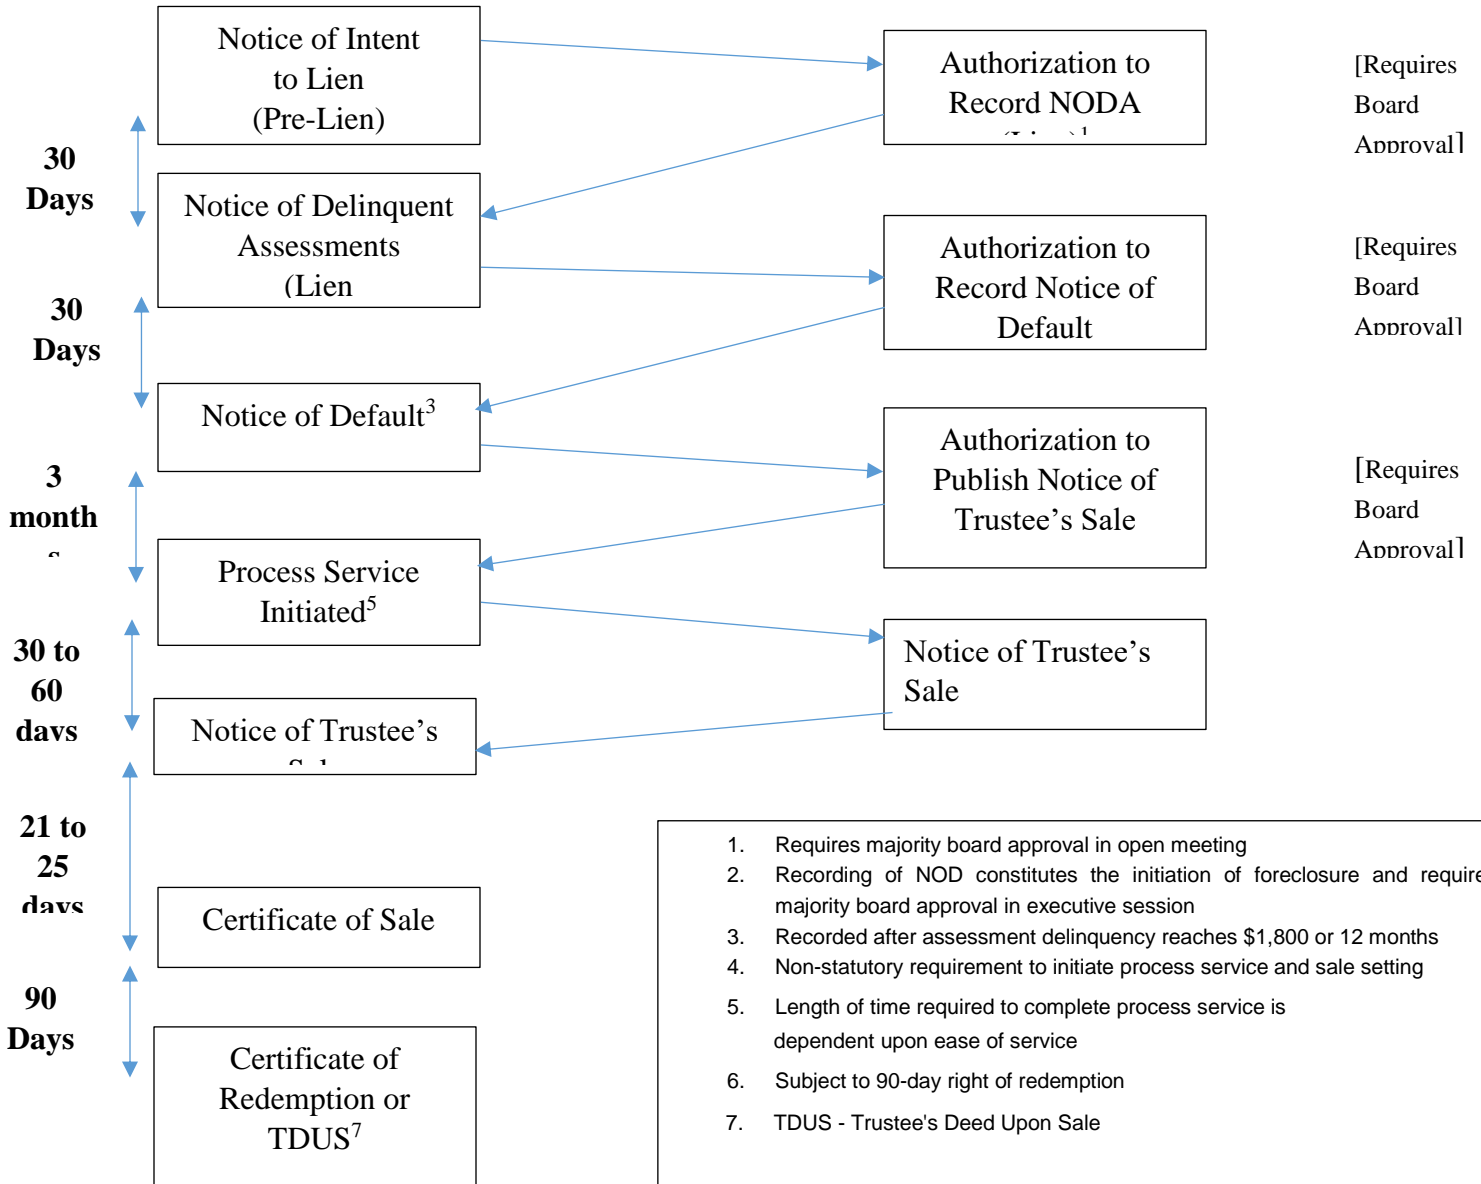 Notice of Intent
to Lien
(Pre-Lien)
Authorization to
Record NODA
[Requires
Board
Approval]
30
Days
Notice of Delinquent
Assessments
(Lien
Authorization to
Record Notice of
Default
[Requires
Board
Approval]
30
Days
Notice of Default3
Authorization to
Publish Notice of
Trustee’s Sale
[Requires
Board
Approval]
3
month
Process Service
Initiated5
30 to
60
days
Notice of Trustee’s
Sale
Notice of Trustee’s
21 to
25
days
Certificate of Sale
90
Days
Certificate of
Redemption or
TDUS7
1. Requires majority board approval in open meeting
2. Recording of NOD constitutes the initiation of foreclosure and require
majority board approval in executive session
3. Recorded after assessment delinquency reaches $1,800 or 12 months
4. Non-statutory requirement to initiate process service and sale setting
5. Length of time required to complete process service is
dependent upon ease of service
6. Subject to 90-day right of redemption
7. TDUS - Trustee's Deed Upon Sale